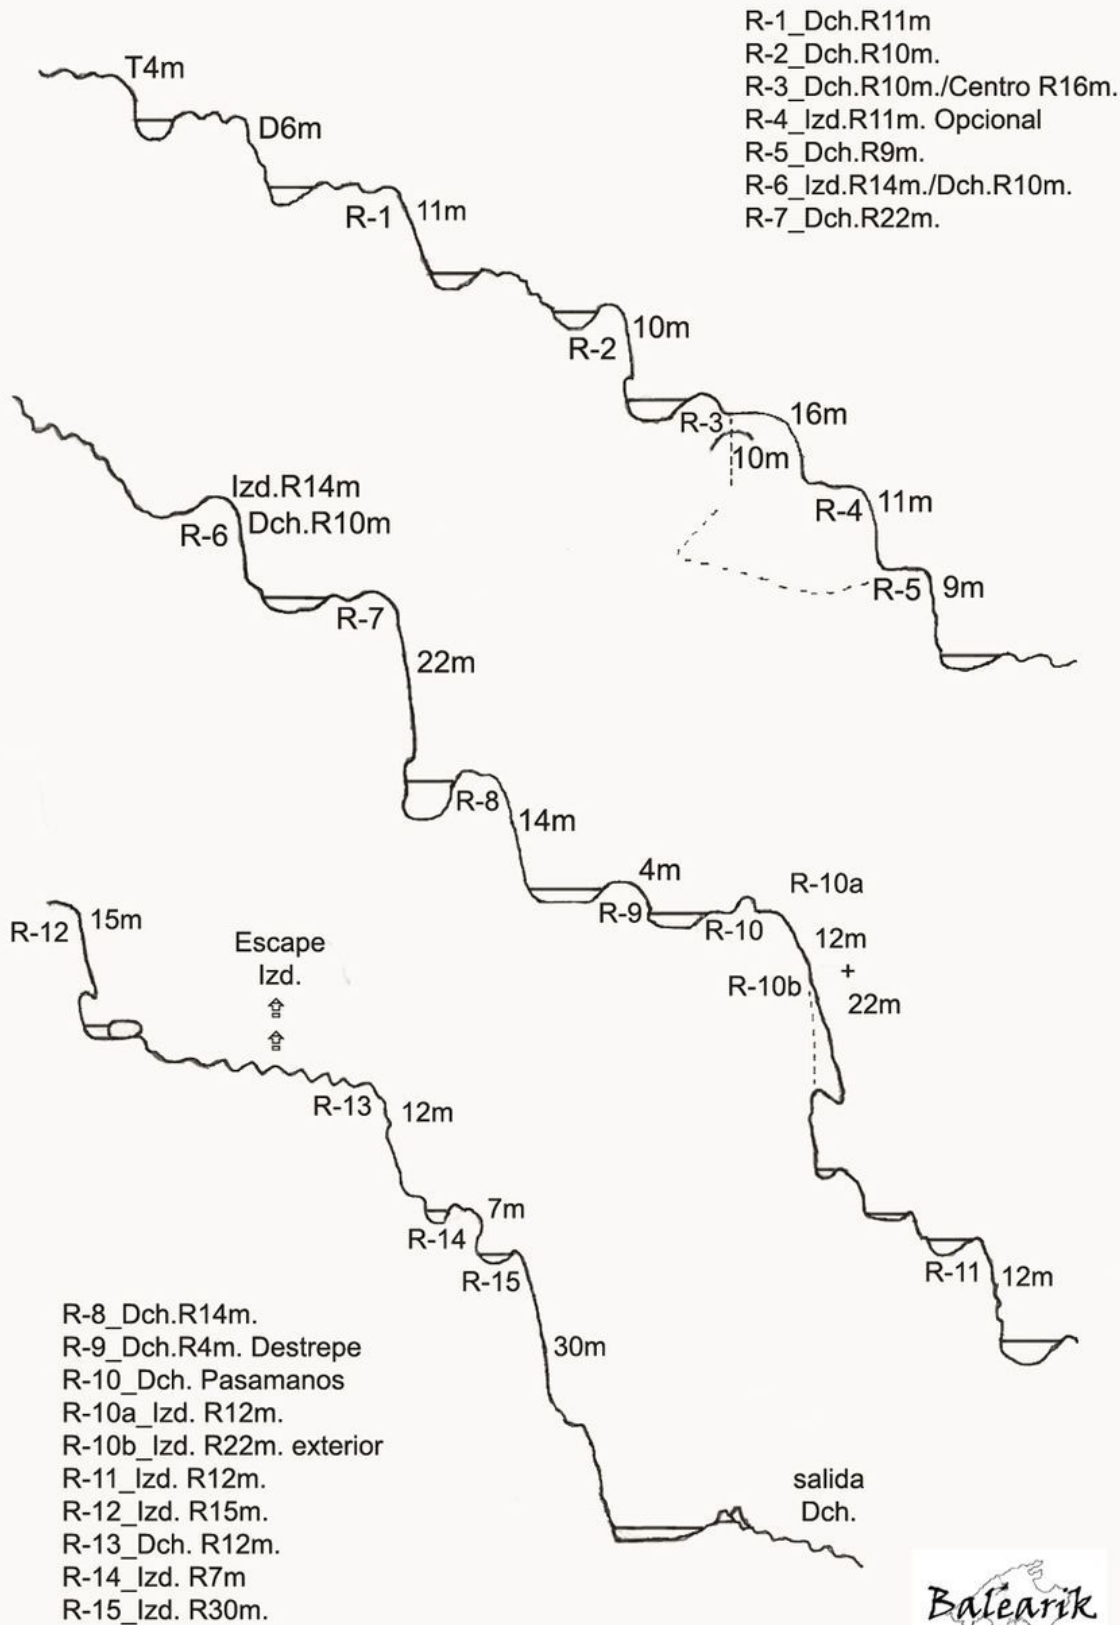 R-1_Dch.R11m
R-2_Dch.R10m.
R-3_Dch.R10m./Centro R16m.
R-4_Izd.R11m. Opcional
R-5_Dch.R9m.
R-6_Izd.R14m./Dch.R10m.
R-7_Dch.R22m.
T4m
D6m
R-1
11m
R-2
10m
R-3
16m
10m
R-4
11m
R-5
9m
Izd.R14m
Dch.R10m
R-6
R-7
22m
R-8
14m
4m
R-9
R-10
R-10a
12m
+
22m
R-10b
R-11
12m
R-12
15m
Escape
Izd.
R-13
12m
R-14
7m
R-15
30m
salida
Dch.
R-8_Dch.R14m.
R-9_Dch.R4m. Destrepe
R-10_Dch. Pasamanos
R-10a_Izd. R12m.
R-10b_Izd. R22m. exterior
R-11_Izd. R12m.
R-12_Izd. R15m.
R-13_Dch. R12m.
R-14_Izd. R7m
R-15_Izd. R30m.
Baléarik